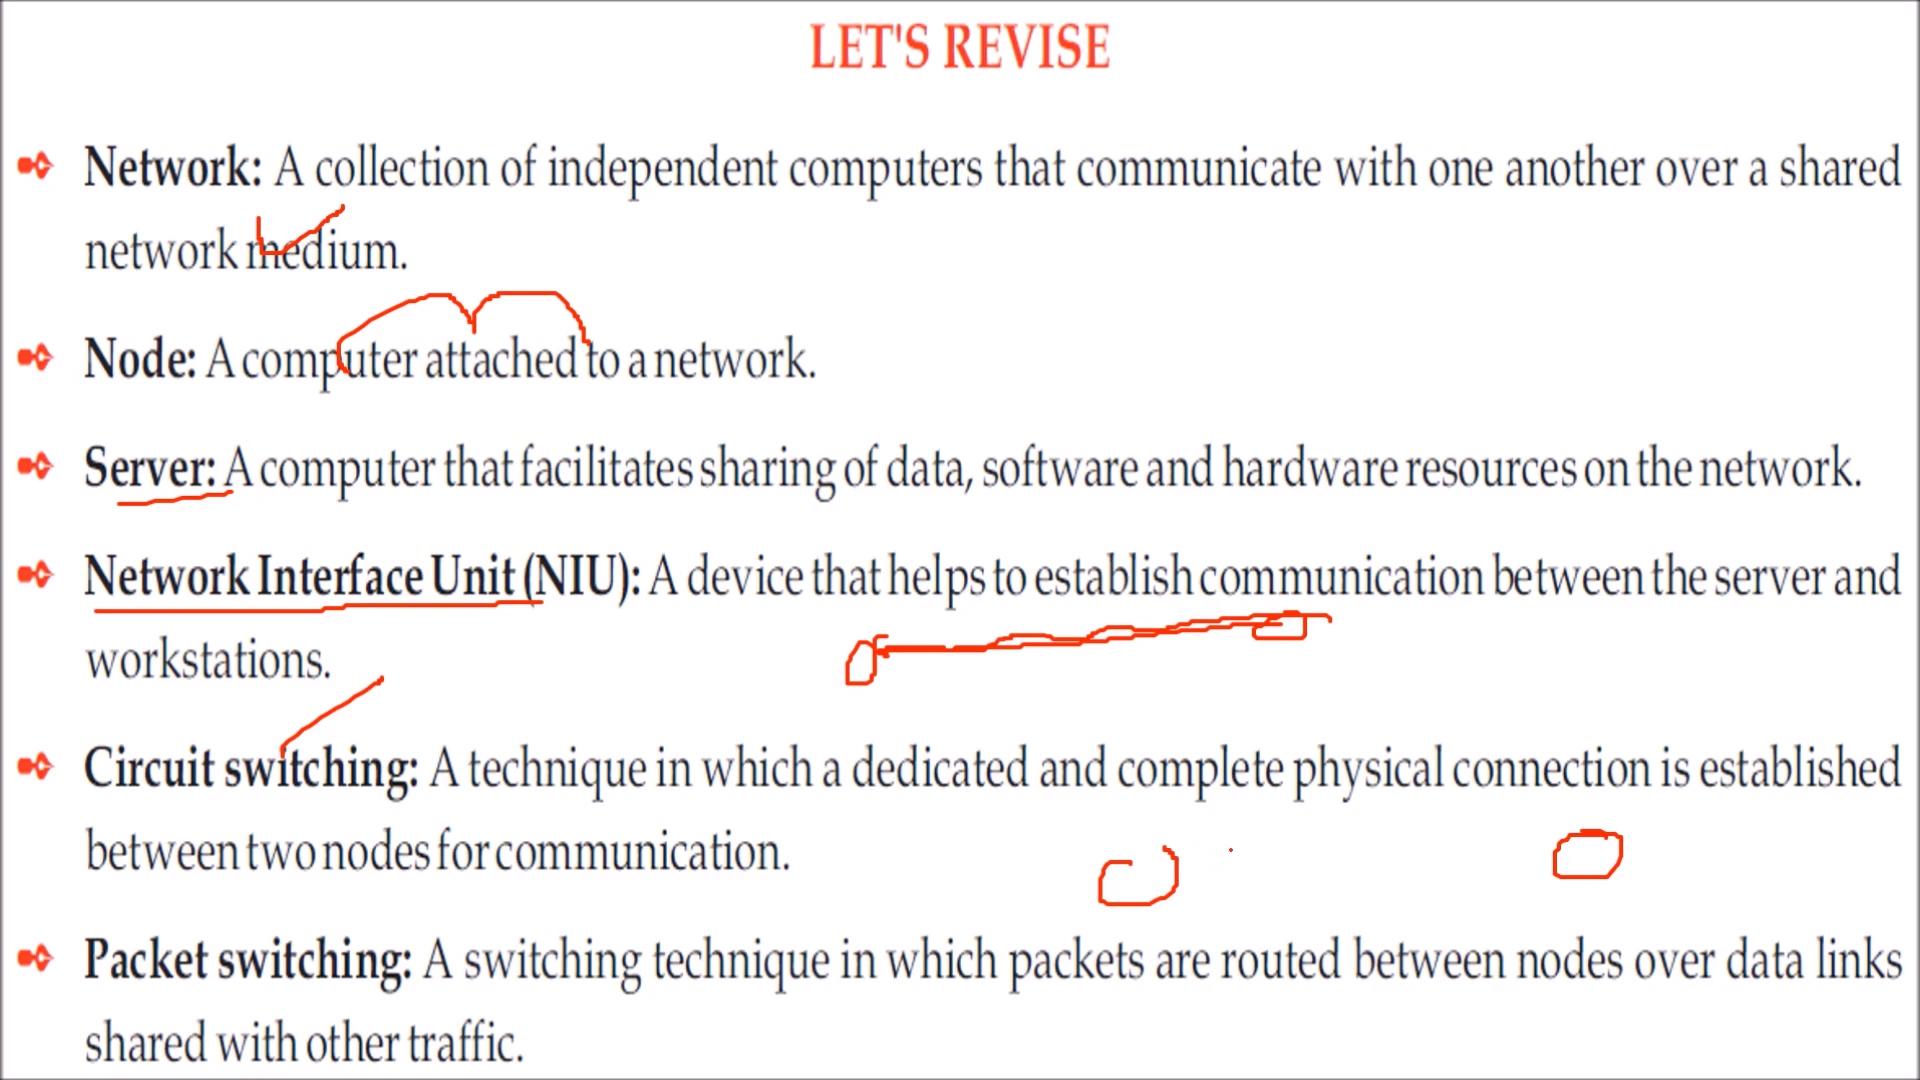 LET'S REVISE
Network: A collection of independent computers that communicate with one another over a shared
network medium.
Node: A computer attached to a network.
Server: A computer that facilitates sharing of data, software and hardware resources on the network.
Network Interface Unit (NIU): A device that helps to establish communication between the server and
workstations.
Circuit switching: A technique in which a dedicated and complete physical connection is established
between two nodes for communication.
Packet switching: A switching technique in which packets are routed between nodes over data links
shared with other traffic.